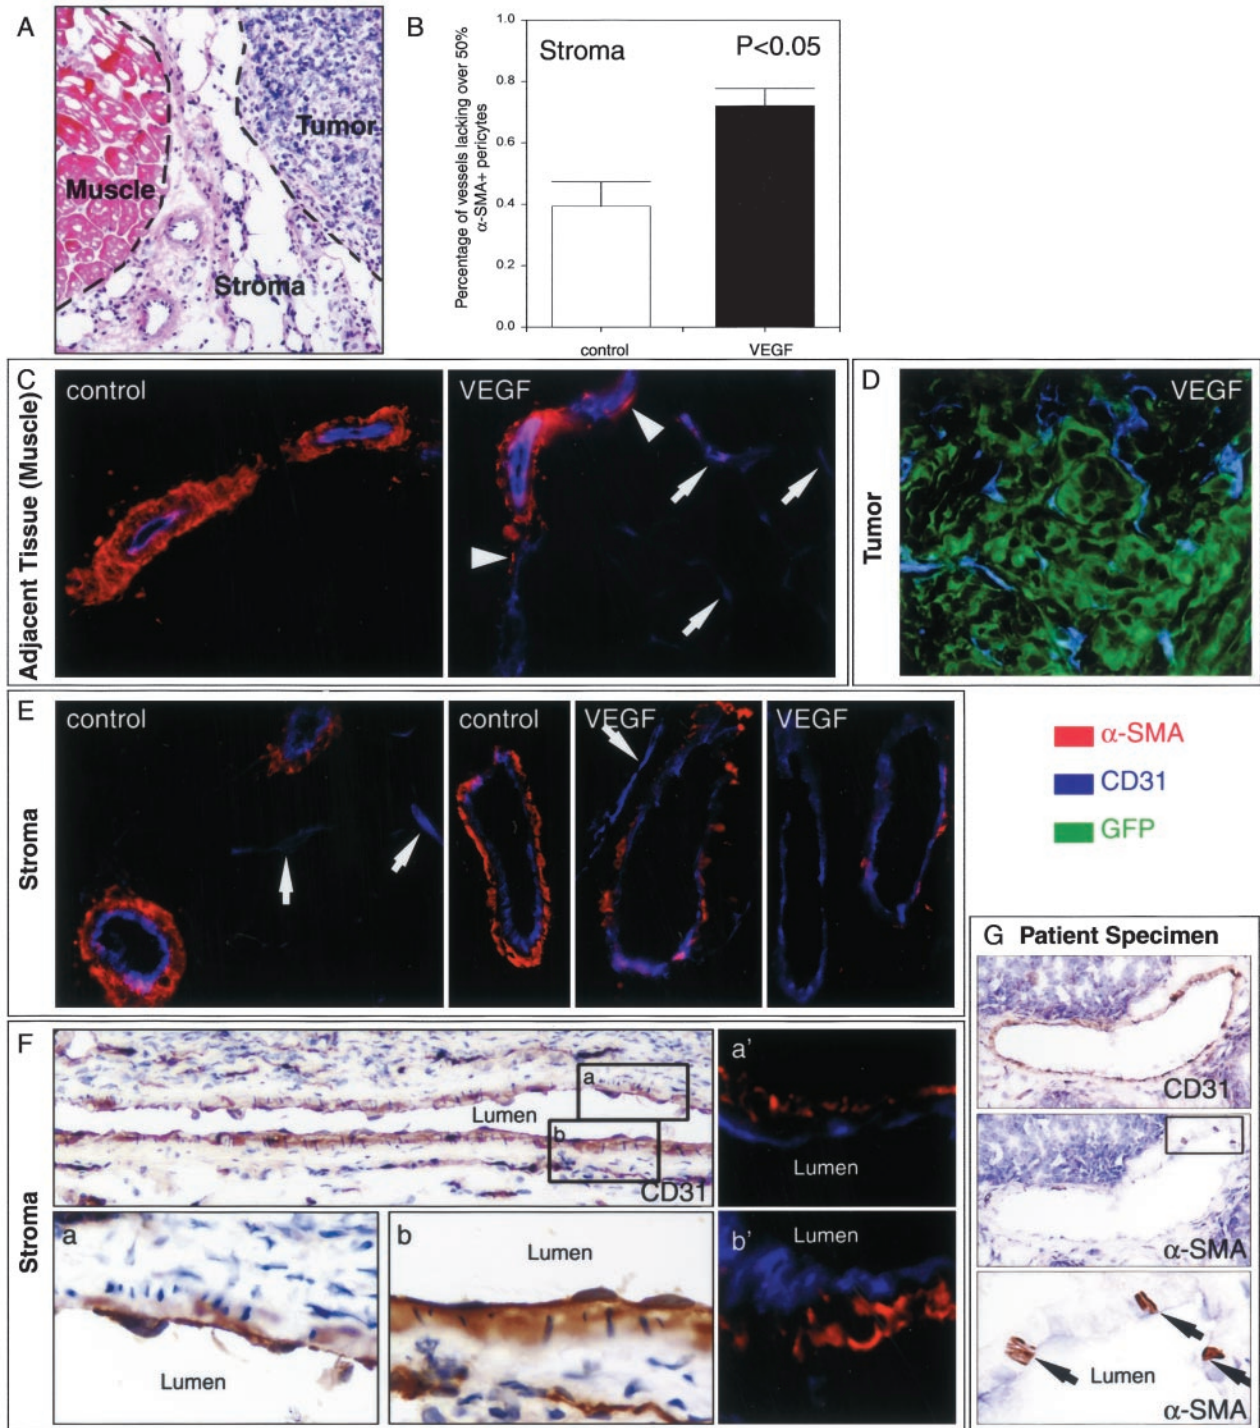 A
Muscle
Tumor
Stroma
B
Percentage of vessels lacking over 50%
α-SMA+ pericytes
1.0
0.8
0.6
0.4
0.2
0.0
Stroma
P<0.05
control
VEGF
Adjacent Tissue (Muscle)
C
control
VEGF
Tumor
D
VEGF
Stroma
E
control
control
VEGF
VEGF
α-SMA
CD31
GFP
Stroma
F
a
Lumen
b
CD31
a'
Lumen
a
Lumen
b
Lumen
b'
Lumen
G Patient Specimen
CD31
α-SMA
Lumen
α-SMA